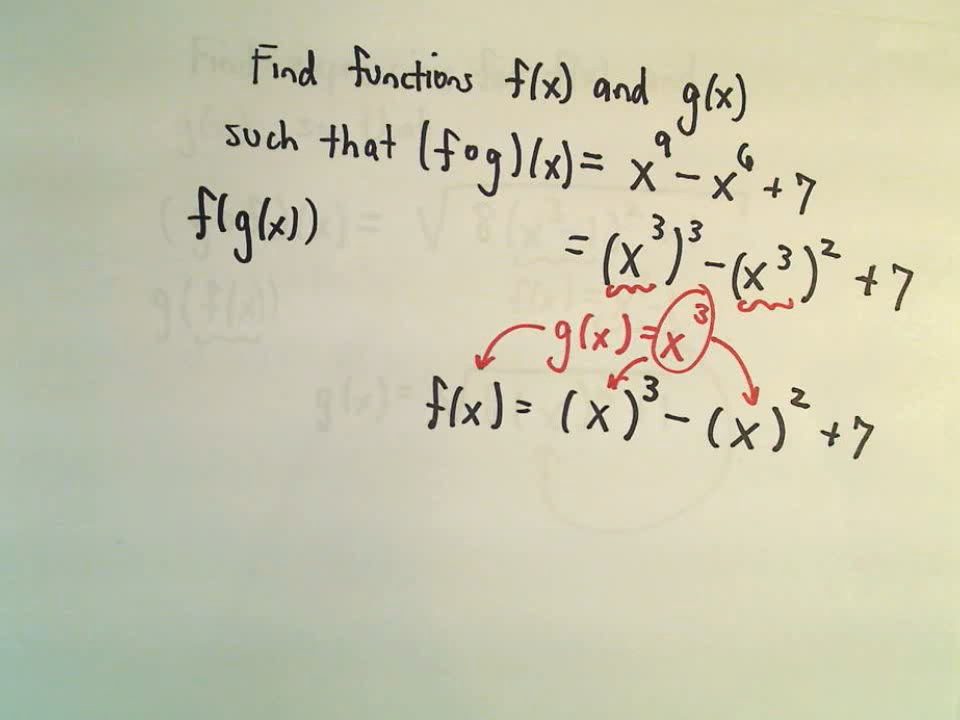 Find functions f(x) and g(x)
such that (f∘g)(x) = x⁹ - x⁶ + 7
f(g(x))
= (x³)³ - (x³)² + 7
g(x) = x³
f(x) = (x)³ - (x)² + 7